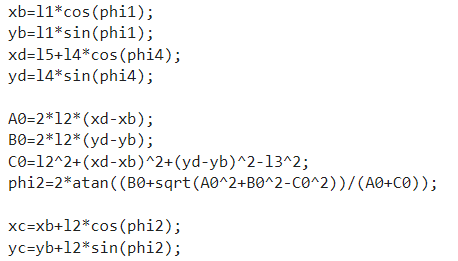 xb=l1*cos(phi1);
yb=l1*sin(phi1);
xd=l5+l4*cos(phi4);
yd=l4*sin(phi4);
A0=2*l2*(xd-xb);
B0=2*l2*(yd-yb);
C0=l2^2+(xd-xb)^2+(yd-yb)^2-l3^2;
phi2=2*atan((B0+sqrt(A0^2+B0^2-C0^2))/(A0+C0));
xc=xb+l2*cos(phi2);
yc=yb+l2*sin(phi2);